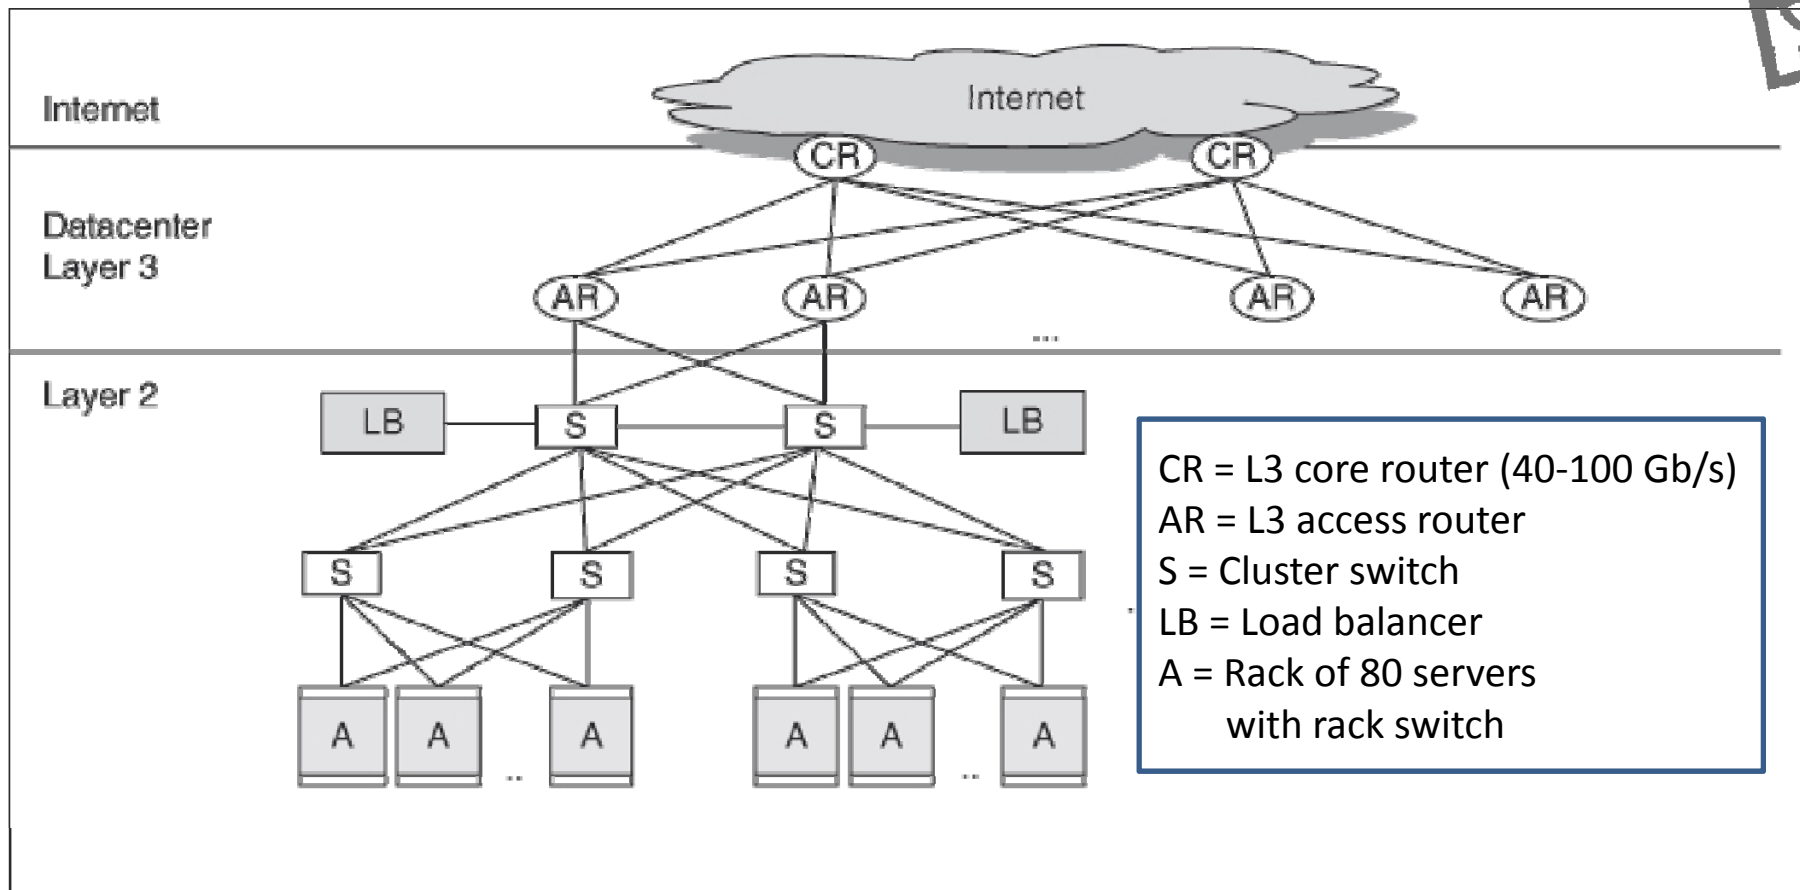 Internet
Internet
CR CR
Datacenter
Layer 3
AR AR AR AR
...
Layer 2
LB S S LB
S S S S
..
A A .. A A A .. A
CR = L3 core router (40-100 Gb/s)
AR = L3 access router
S = Cluster switch
LB = Load balancer
A = Rack of 80 servers
with rack switch